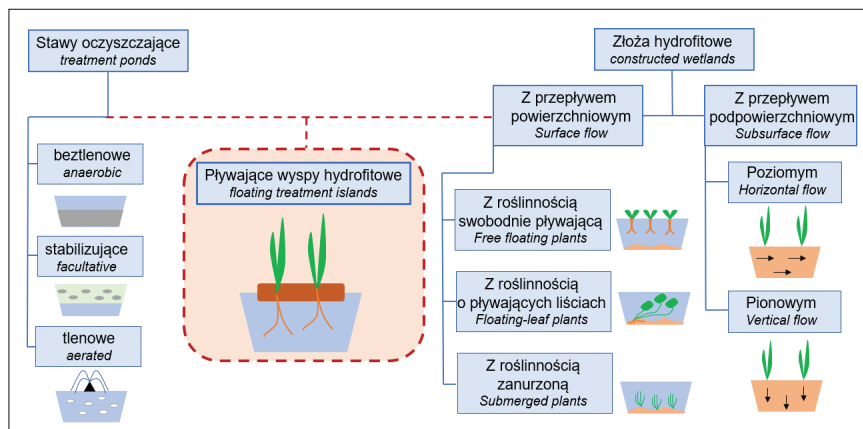 Stawy oczyszczające
treatment ponds
beztlenowe
anaerobic
stabilizujące
facultative
tlenowe
aerated
Pływające wyspy hydrofitowe
floating treatment islands
Złoża hydrofitowe
constructed wetlands
Z przepływem
powierzchniowym
Surface flow
Z roślinnością
swobodnie pływającą
Free floating plants
Z roślinnością
o pływających liściach
Floating-leaf plants
Z roślinnością
zanurzoną
Submerged plants
Z przepływem
podpowierzchniowym
Subsurface flow
Poziomym
Horizontal flow
Pionowym
Vertical flow